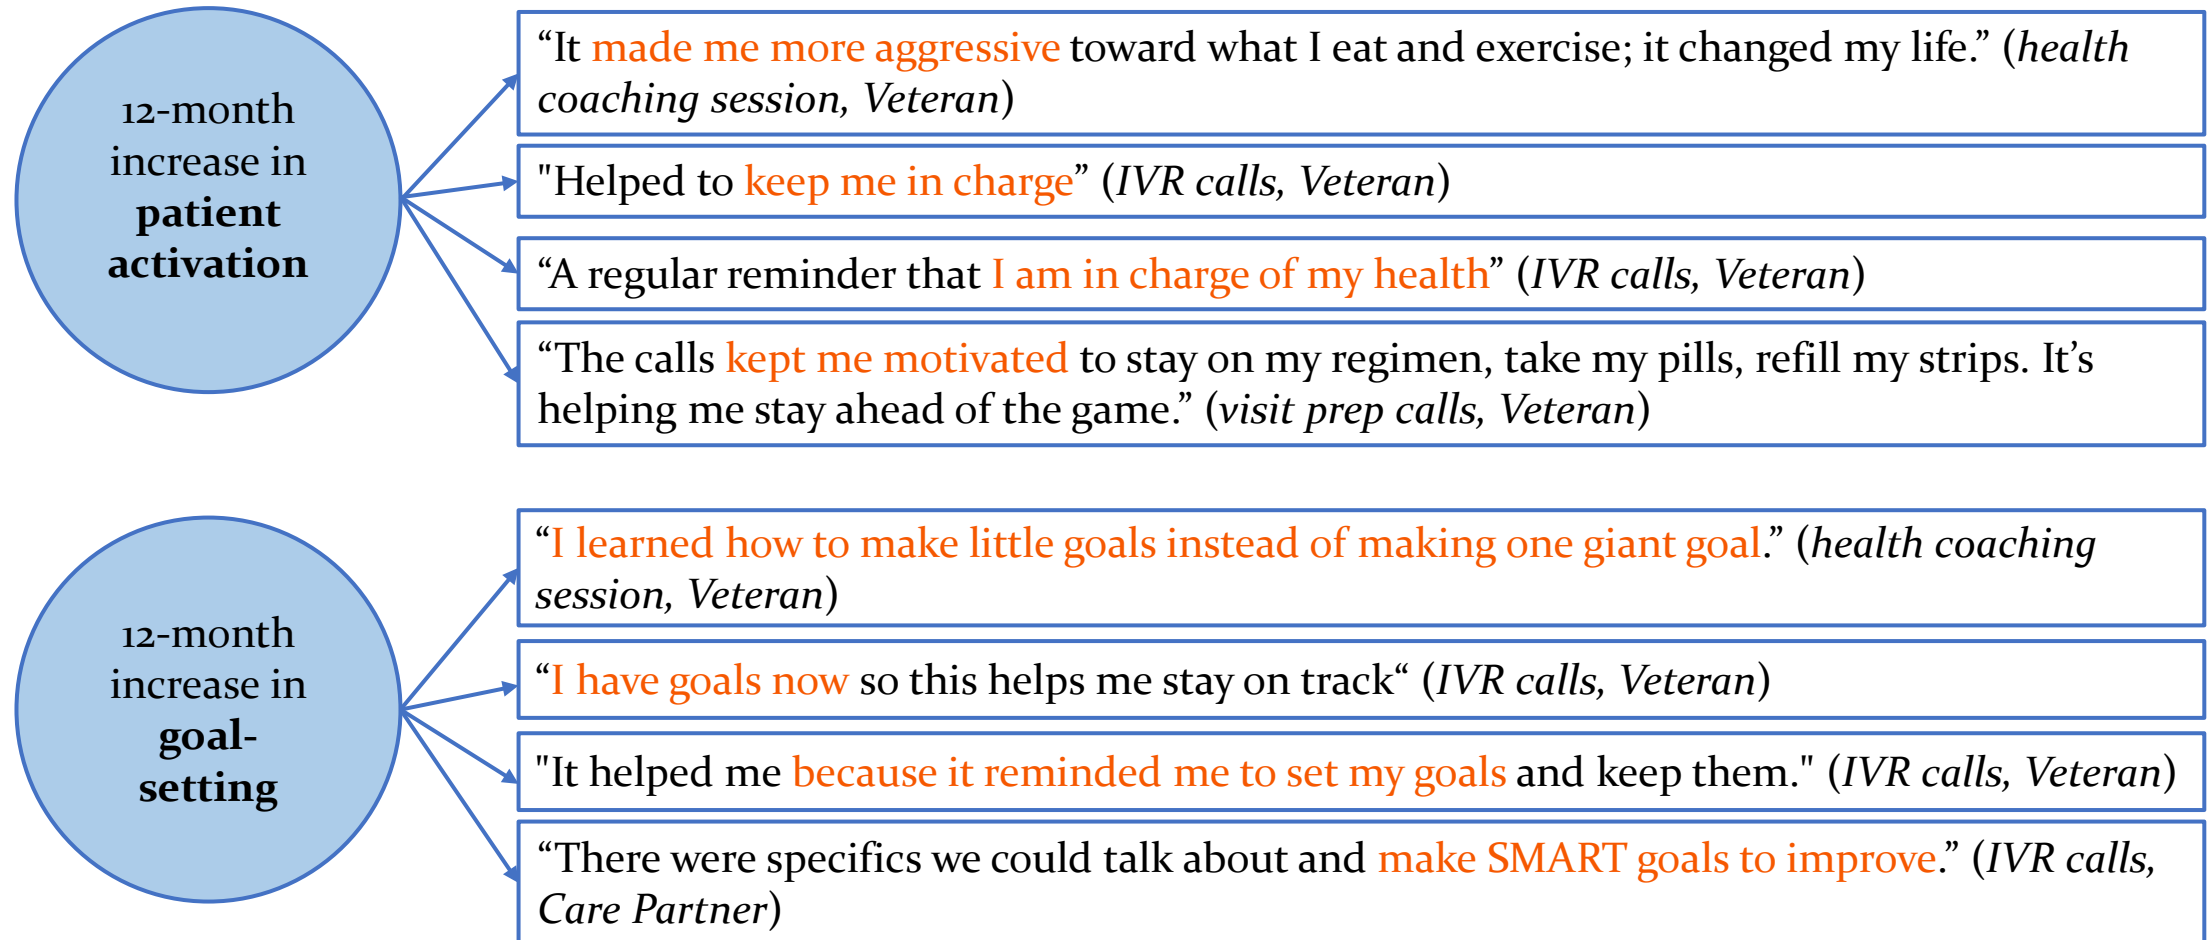 12-month
increase in
patient
activation
“It made me more aggressive toward what I eat and exercise; it changed my life.” (health
coaching session, Veteran)
"Helped to keep me in charge” (IVR calls, Veteran)
“A regular reminder that I am in charge of my health” (IVR calls, Veteran)
“The calls kept me motivated to stay on my regimen, take my pills, refill my strips. It’s
helping me stay ahead of the game.” (visit prep calls, Veteran)
12-month
increase in
goal-
setting
“I learned how to make little goals instead of making one giant goal.” (health coaching
session, Veteran)
“I have goals now so this helps me stay on track“ (IVR calls, Veteran)
"It helped me because it reminded me to set my goals and keep them." (IVR calls, Veteran)
“There were specifics we could talk about and make SMART goals to improve.” (IVR calls,
Care Partner)